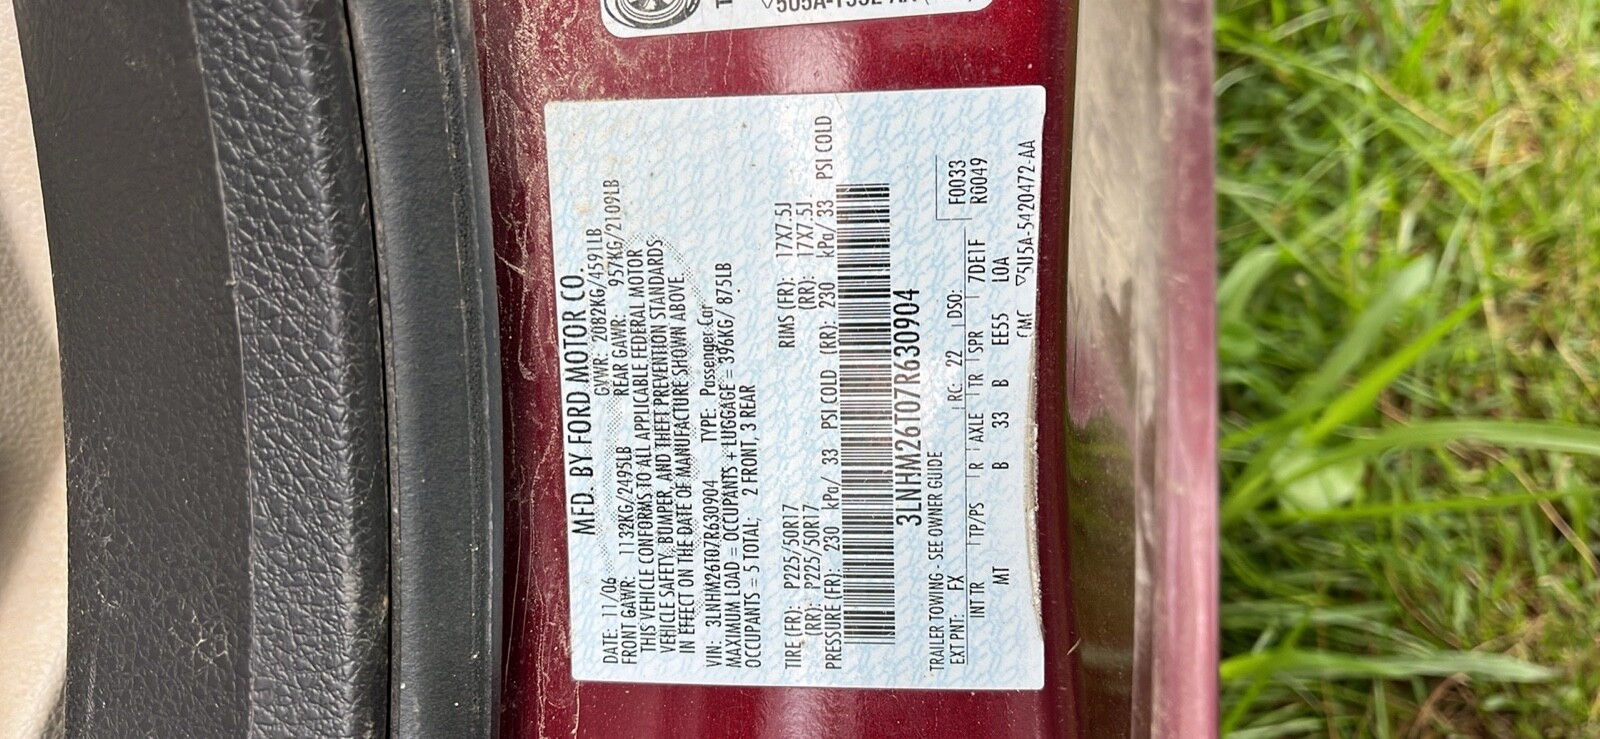 5U5A-1532
MFD. BY FORD MOTOR CO.
DATE: 11/06 GVWR: 2082KG/4591LB
FRONT GAWR: 1132KG/2495LB REAR GAWR: 957KG/2109LB
THIS VEHICLE CONFORMS TO ALL APPLICABLE FEDERAL MOTOR
VEHICLE SAFETY, BUMPER, AND THEFT PREVENTION STANDARDS
IN EFFECT ON THE DATE OF MANUFACTURE SHOWN ABOVE.
VIN: 3LNHM26T07R630904 TYPE: Passenger Car
MAXIMUM LOAD = OCCUPANTS + LUGGAGE = 396KG/ 875LB
OCCUPANTS = 5 TOTAL; 2 FRONT, 3 REAR
TIRE (FR): P225/50R17 RIMS (FR): 17X7.5J
(RR): P225/50R17 (RR): 17X7.5J
PRESSURE (FR): 230 kPa/ 33 PSI COLD (RR): 230 kPa/ 33 PSI COLD
3LNHM26T07R630904
TRAILER TOWING - SEE OWNER GUIDE
EXT PNT: FX RC: 22 DSO: F0033
INT TR TP/PS R AXLE TR SPR 7DE1F R0049
MT B 33 B EE55 LOA
CMC ▽5U5A-5420472-AA